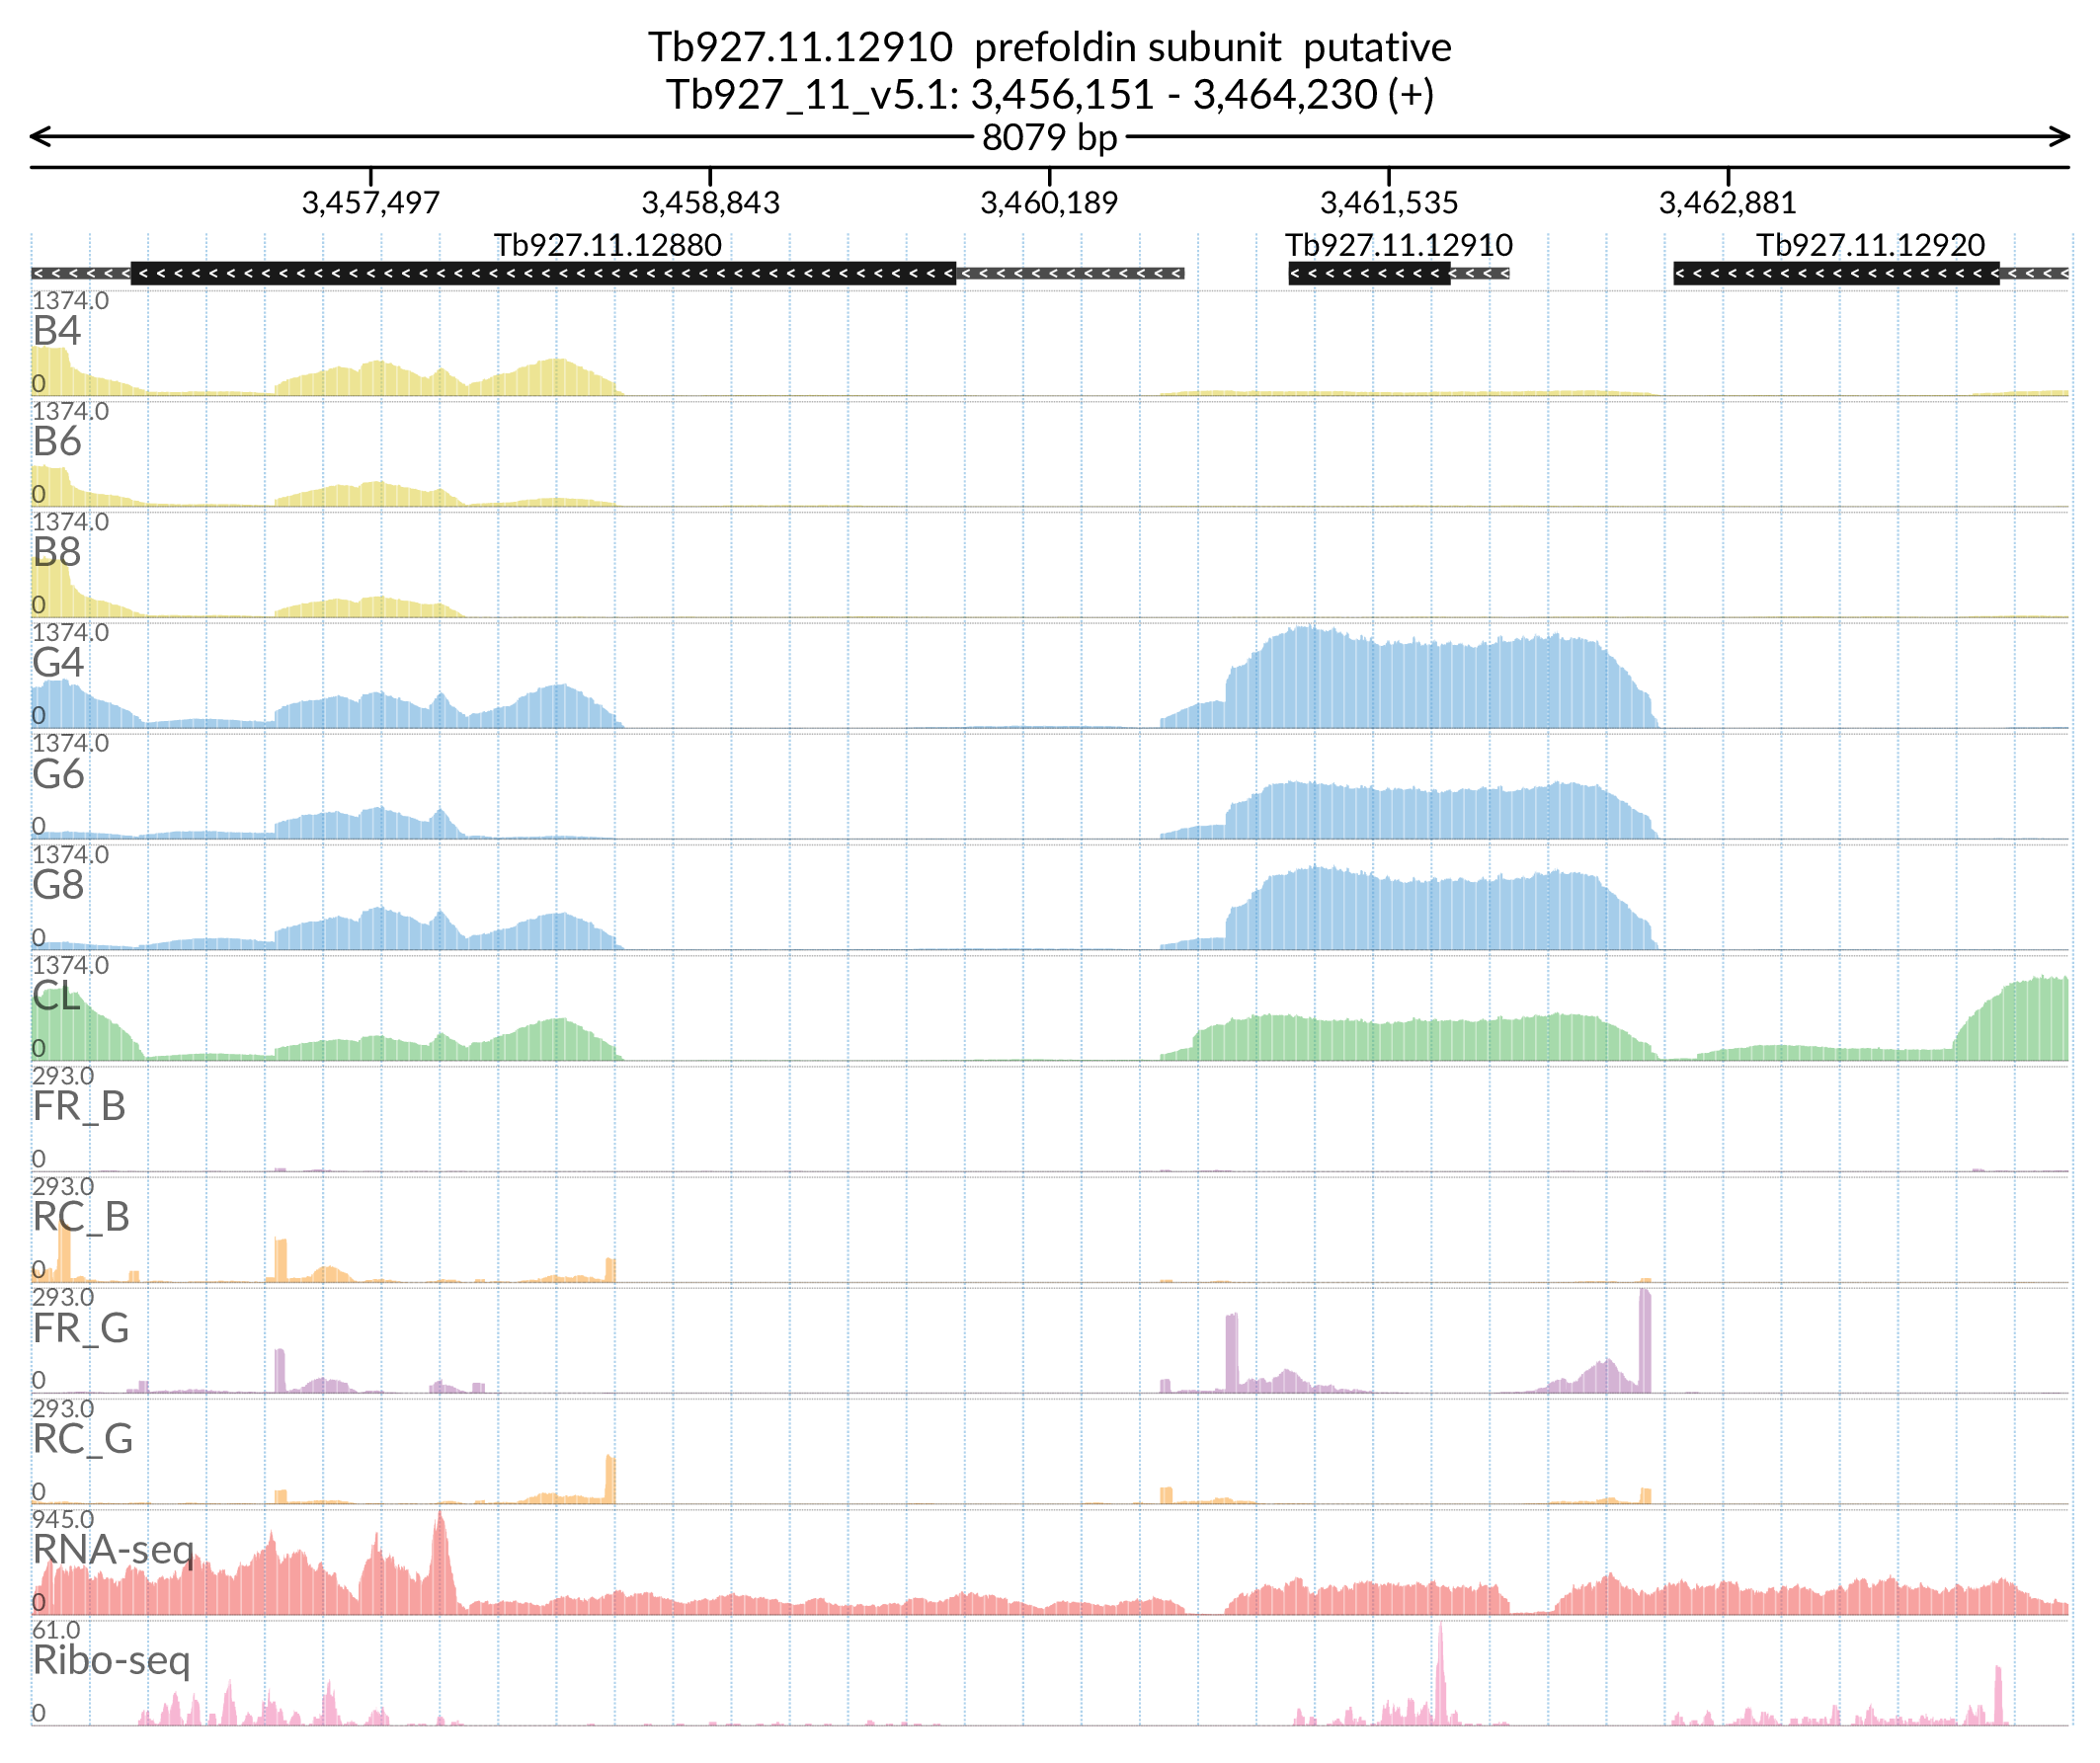 Tb927.11.12910 prefoldin subunit putative
Tb927_11_v5.1: 3,456,151 - 3,464,230 (+)
8079 bp
3,457,497 3,458,843 3,460,189 3,461,535 3,462,881
Tb927.11.12880 Tb927.11.12910 Tb927.11.12920
1374.0
B4
0
1374.0
B6
0
1374.0
B8
0
1374.0
G4
0
1374.0
G6
0
1374.0
G8
0
1374.0
CL
0
293.0
FR_B
0
293.0
RC_B
0
293.0
FR_G
0
293.0
RC_G
0
945.0
RNA-seq
0
61.0
Ribo-seq
0